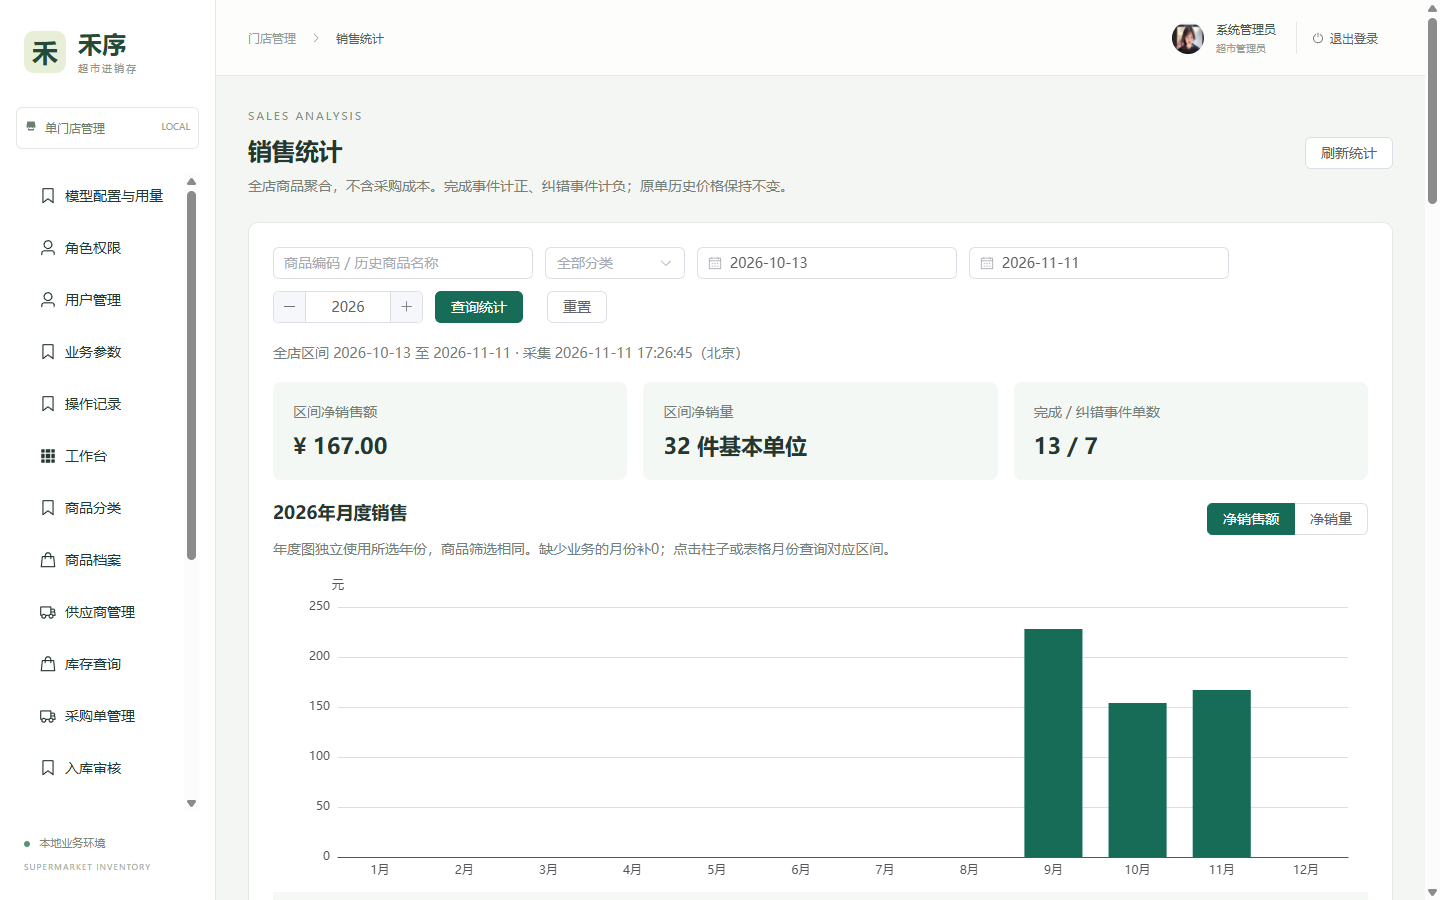 禾
禾序
超市进销存
单门店管理
LOCAL
模型配置与用量
角色权限
用户管理
业务参数
操作记录
工作台
商品分类
商品档案
供应商管理
库存查询
采购单管理
入库审核
本地业务环境
SUPERMARKET INVENTORY
门店管理
销售统计
系统管理员
超市管理员
退出登录
SALES ANALYSIS
销售统计
全店商品聚合，不含采购成本。完成事件计正、纠错事件计负；原单历史价格保持不变。
刷新统计
商品编码 / 历史商品名称
全部分类
2026-10-13
2026-11-11
2026
查询统计
重置
全店区间 2026-10-13 至 2026-11-11 · 采集 2026-11-11 17:26:45（北京）
区间净销售额
¥ 167.00
区间净销量
32 件基本单位
完成 / 纠错事件单数
13 / 7
2026年月度销售
净销售额
净销量
年度图独立使用所选年份，商品筛选相同。缺少业务的月份补0；点击柱子或表格月份查询对应区间。
元
250
200
150
100
50
0
1月 2月 3月 4月 5月 6月 7月 8月 9月 10月 11月 12月